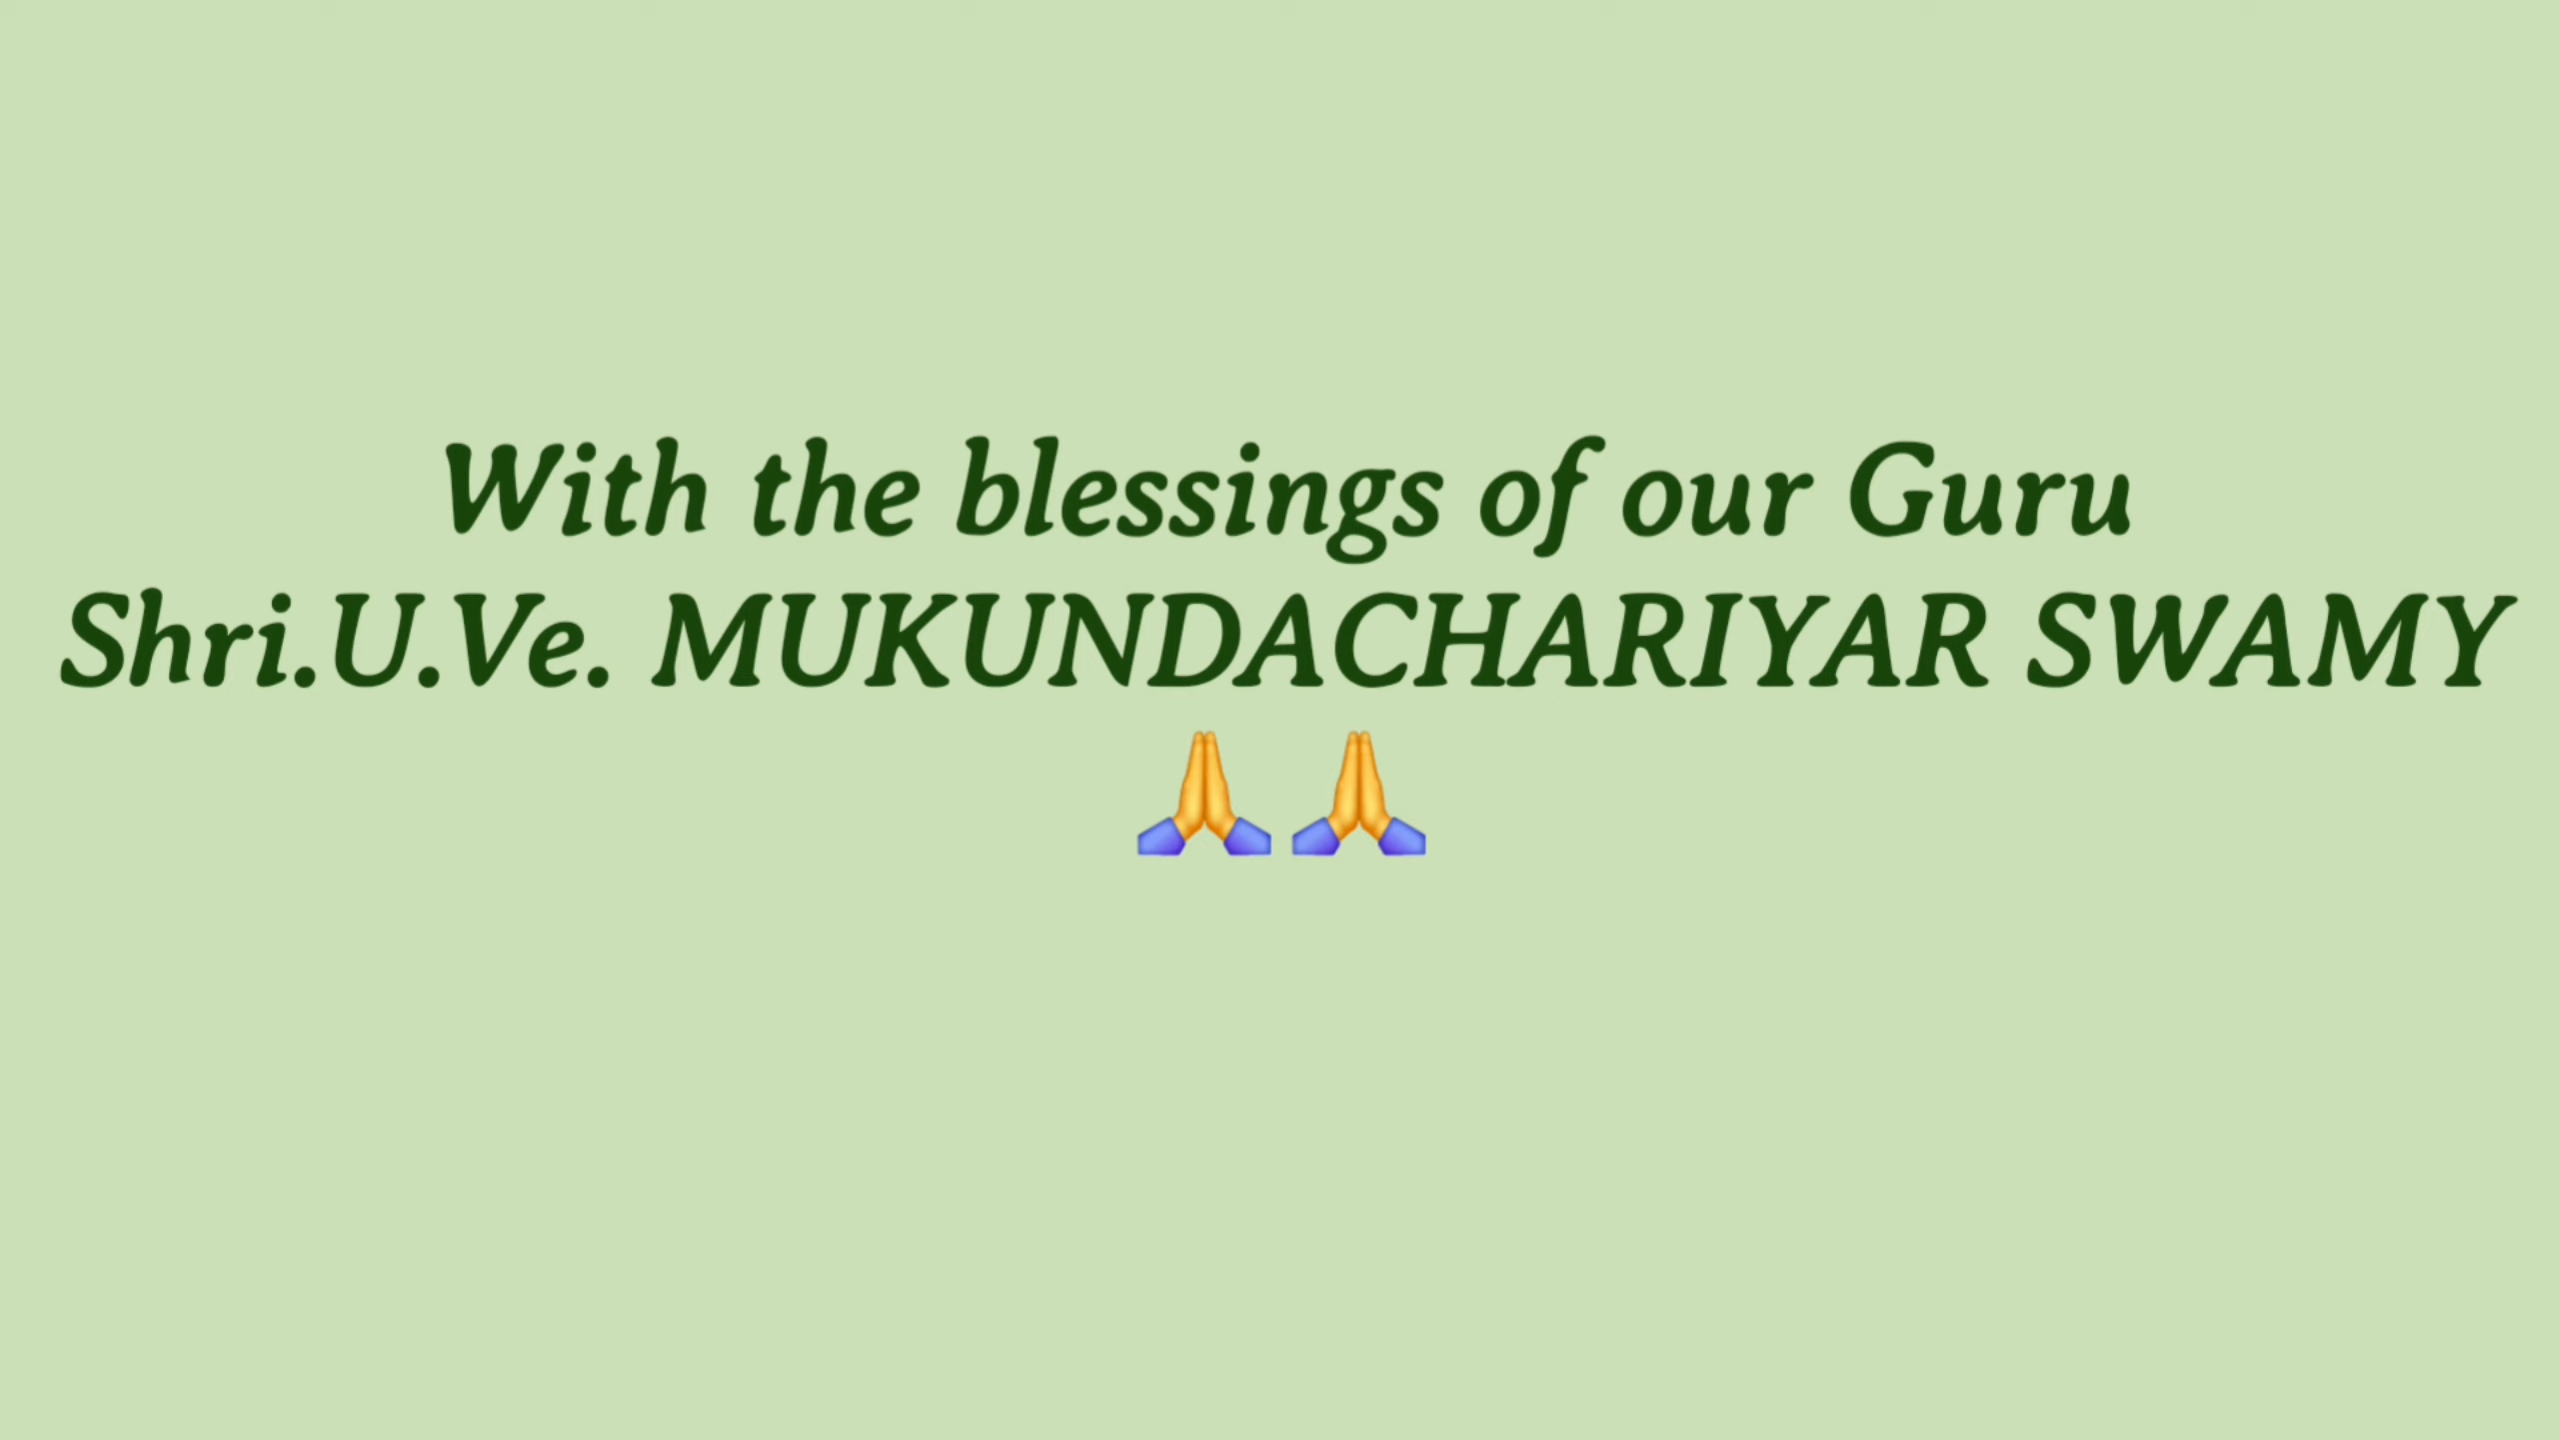 With the blessings of our Guru
Shri.U.Ve. MUKUNDACHARIYAR SWAMY
🙏🙏